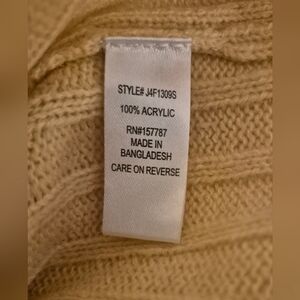 STYLE# J4F1309S
100% ACRYLIC
RN#157787
MADE IN
BANGLADESH
CARE ON REVERSE